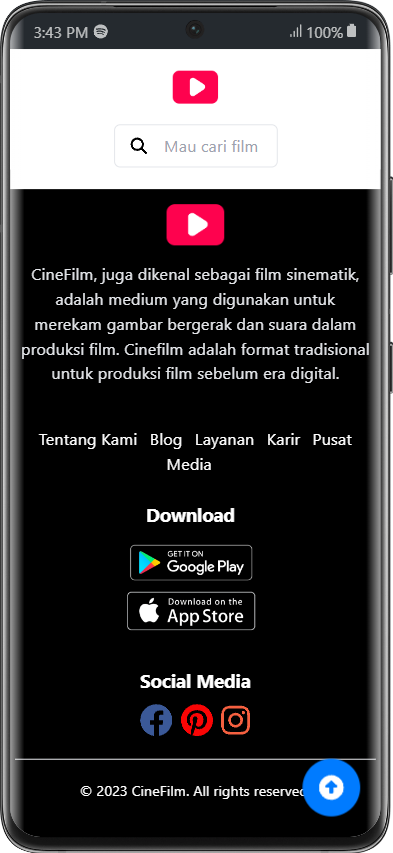 3:43 PM 100%
Mau cari film
CineFilm, juga dikenal sebagai film sinematik,
adalah medium yang digunakan untuk
merekam gambar bergerak dan suara dalam
produksi film. Cinefilm adalah format tradisional
untuk produksi film sebelum era digital.
Tentang Kami Blog Layanan Karir Pusat
Media
Download
GET IT ON
Google Play
Download on the
App Store
Social Media
© 2023 CineFilm. All rights reserved